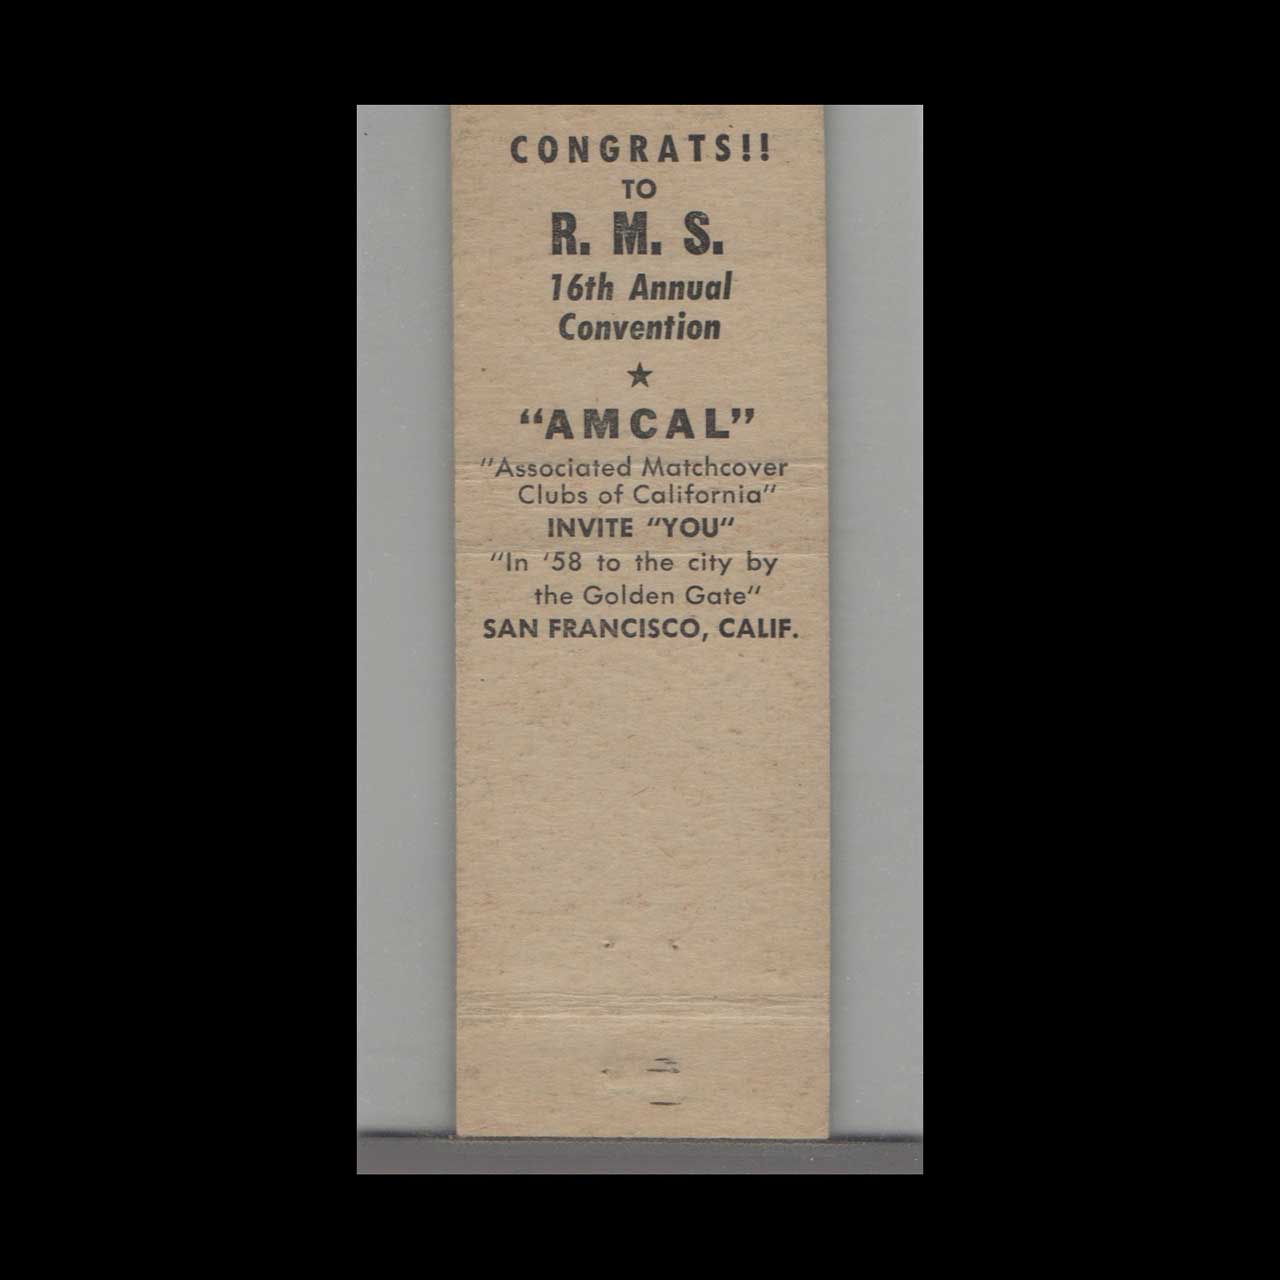 CONGRATS!!
TO
R. M. S.
16th Annual
Convention
"AMCAL"
"Associated Matchcover
Clubs of California"
INVITE "YOU"
"In '58 to the city by
the Golden Gate"
SAN FRANCISCO, CALIF.